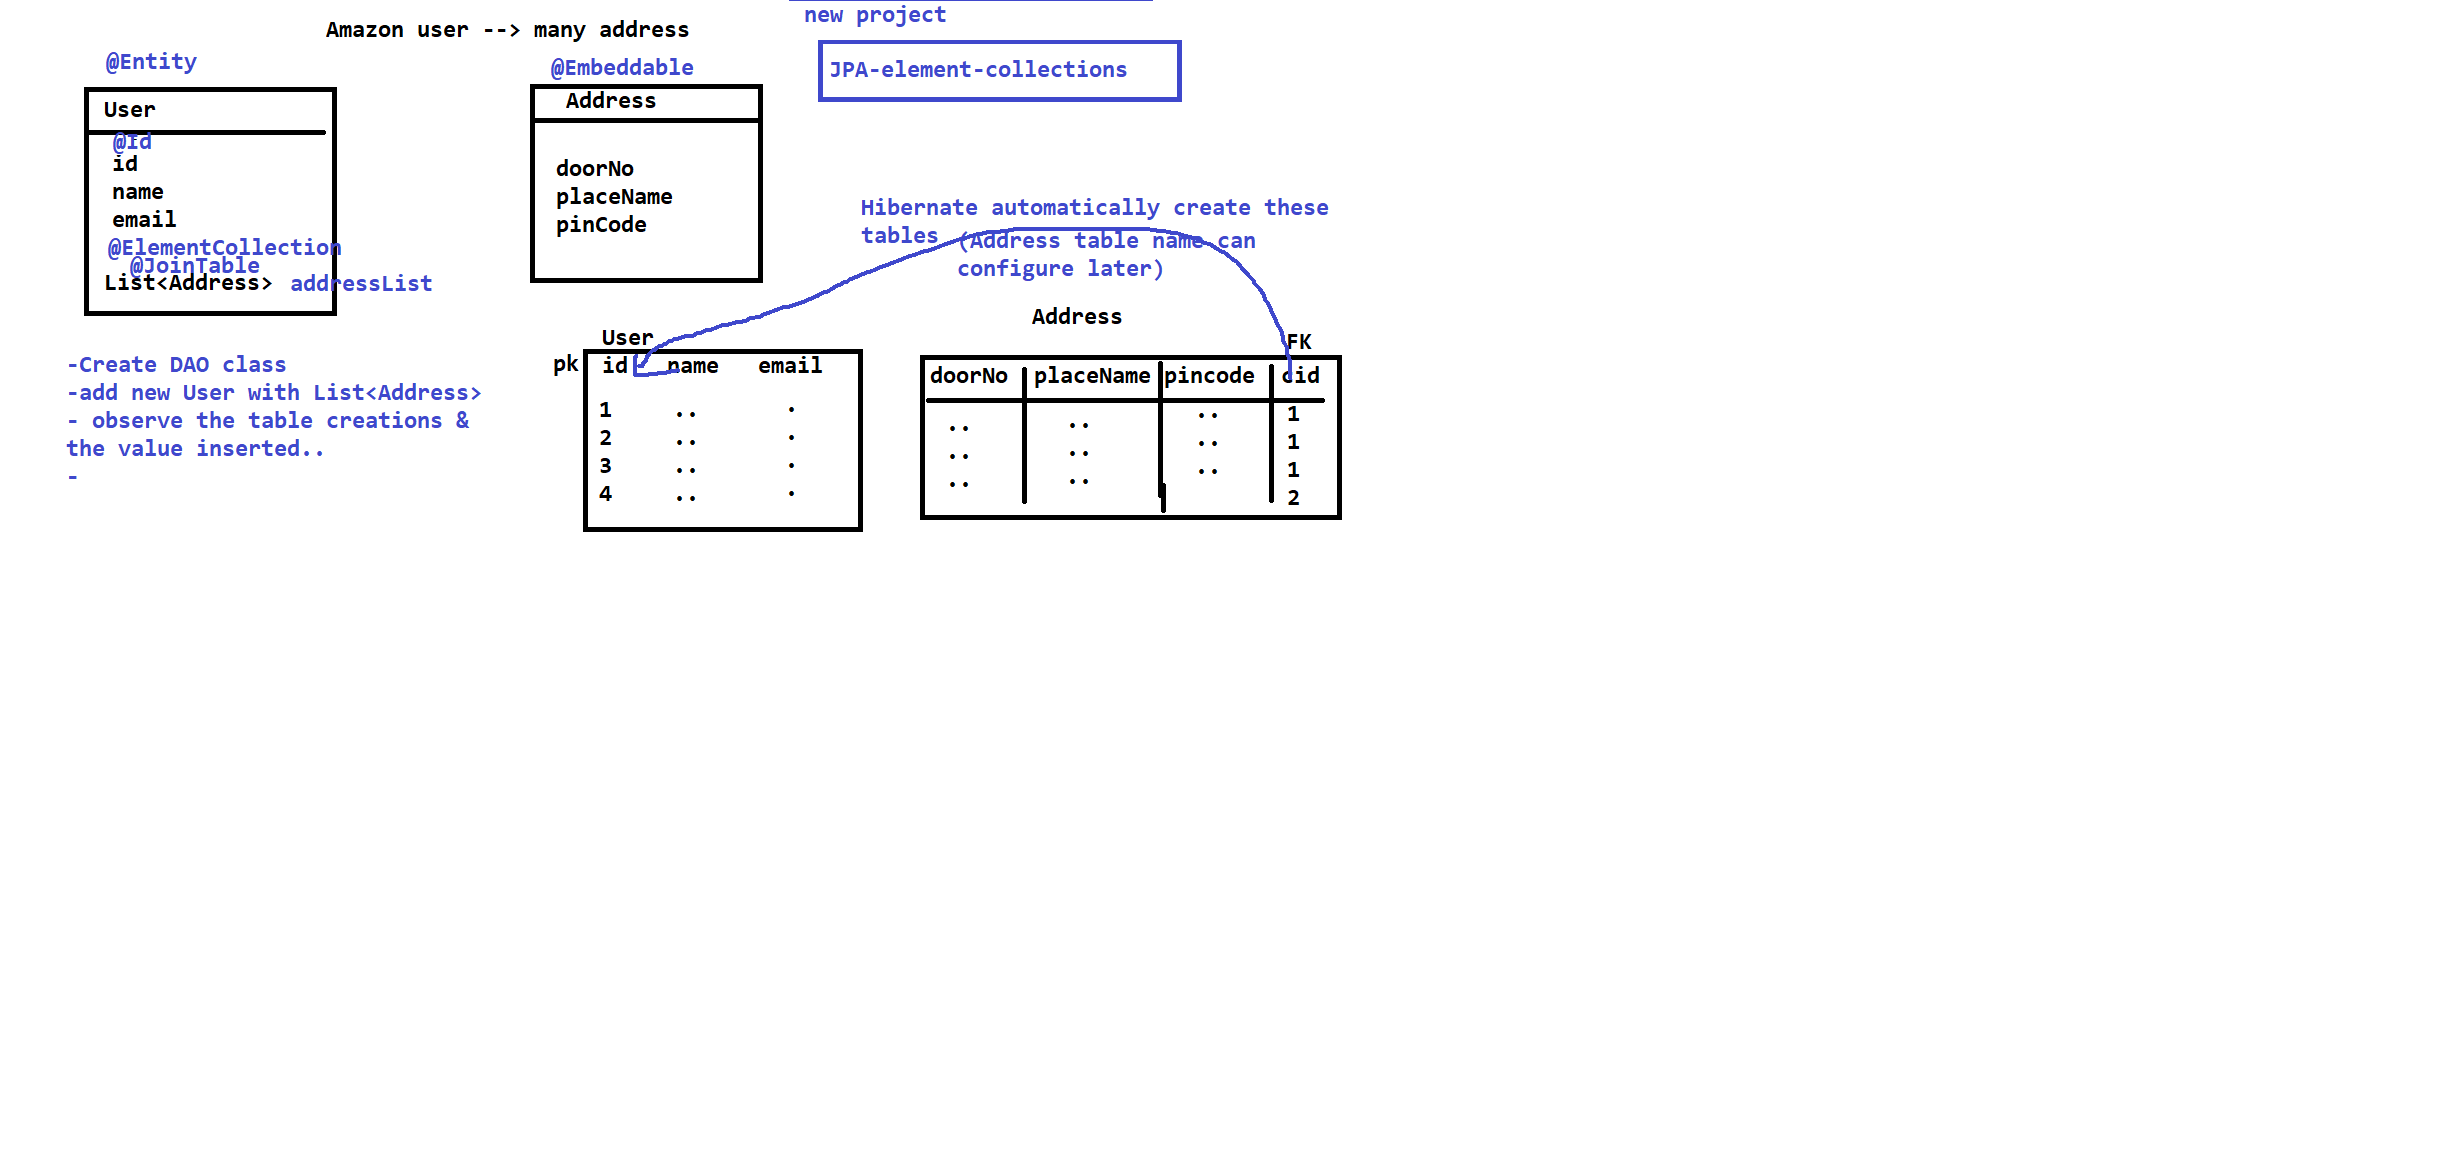 new project
Amazon user --> many address
JPA-element-collections
@Entity
User
@Id
id
name
email
@ElementCollection
@JoinTable
List<Address> addressList
@Embeddable
Address
doorNo
placeName
pinCode
Hibernate automatically create these
tables (Address table name can
configure later)
-Create DAO class
-add new User with List<Address>
- observe the table creations &
the value inserted..
-
User
pk id name email
1 .. .
2 .. .
3 .. .
4 .. .
Address
FK
doorNo placeName pincode cid
.. .. .. 1
.. .. .. 1
.. .. .. 1
2